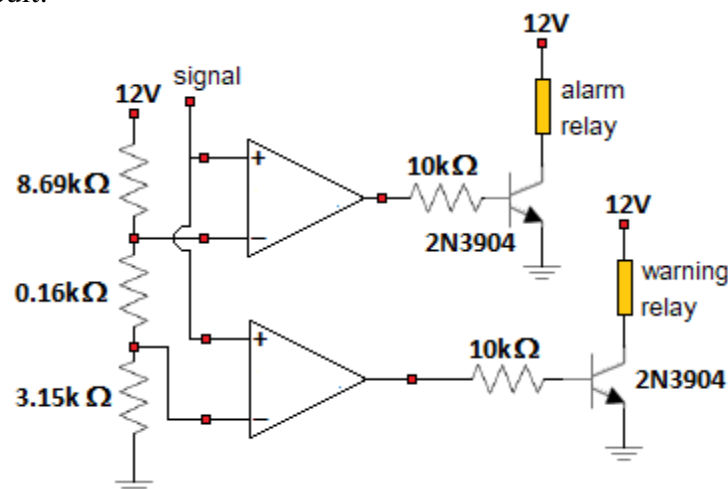 12V
signal
12V
alarm
relay
8.69kΩ
+
−
10kΩ
2N3904
12V
warning
relay
0.16kΩ
+
−
10kΩ
2N3904
3.15k Ω